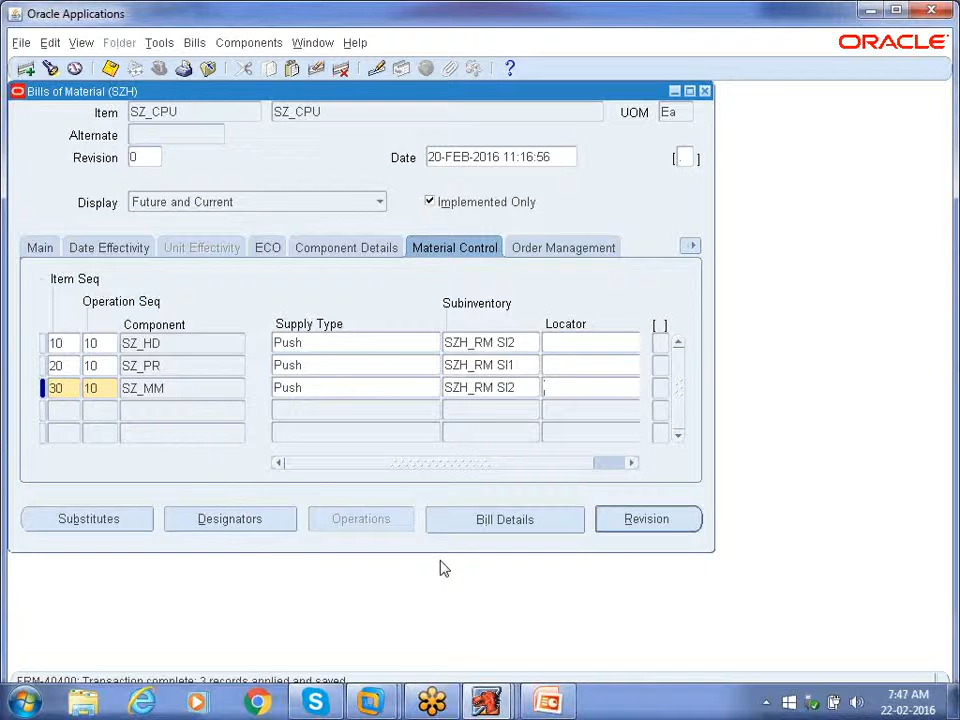 Oracle Applications
File Edit View Folder Tools Bills Components Window Help
ORACLE
Bills of Material (SZH)
Item SZ_CPU SZ_CPU UOM Ea
Alternate
Revision 0 Date 20-FEB-2016 11:16:56 [ . ]
Display Future and Current Implemented Only
Main Date Effectivity Unit Effectivity ECO Component Details Material Control Order Management
Item Seq
Operation Seq Subinventory
Component Supply Type Locator [ ]
10 10 SZ_HD Push SZH_RM SI2
20 10 SZ_PR Push SZH_RM SI1
30 10 SZ_MM Push SZH_RM SI2
Substitutes Designators Operations Bill Details Revision
FRM-40400: Transaction complete: 3 records applied and saved.
7:47 AM
22-02-2016